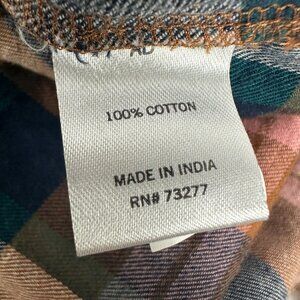 100% COTTON
MADE IN INDIA
RN# 73277